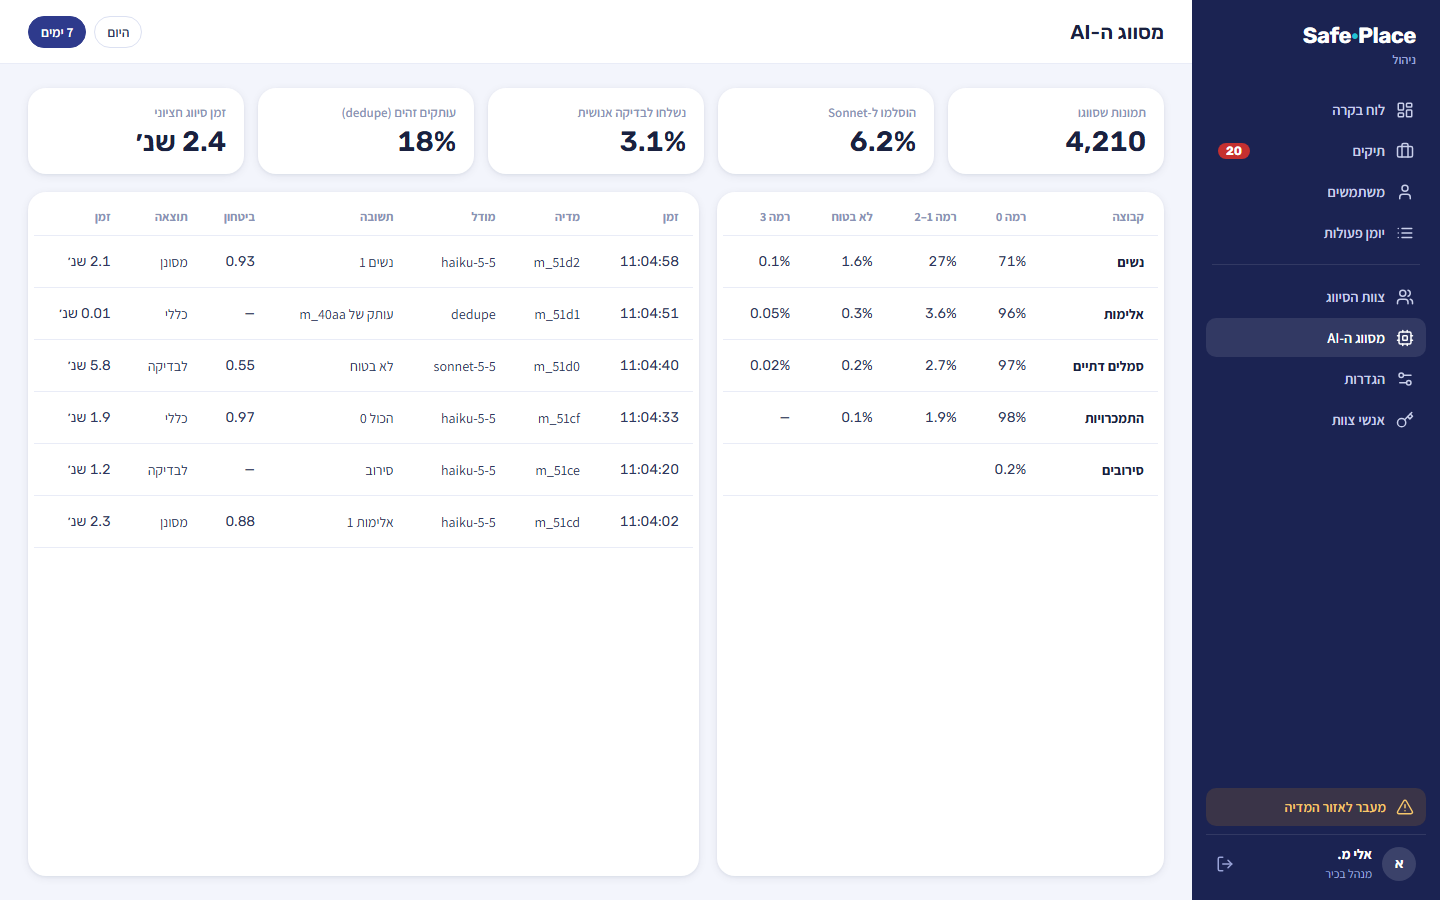 Safe•Place
ניהול
לוח בקרה
תיקים 20
משתמשים
יומן פעולות
צוות הסיווג
מסווג ה-AI
הגדרות
אנשי צוות
מעבר לאזור המדיה
א
אלי מ.
מנהל בכיר
מסווג ה-AI
היום
7 ימים
תמונות שסווגו
4,210
הוסלמו ל-Sonnet
6.2%
נשלחו לבדיקה אנושית
3.1%
עותקים זהים (dedupe)
18%
זמן סיווג חציוני
2.4 שנ׳
קבוצה רמה 0 רמה 1–2 לא בטוח רמה 3
נשים 71% 27% 1.6% 0.1%
אלימות 96% 3.6% 0.3% 0.05%
סמלים דתיים 97% 2.7% 0.2% 0.02%
התמכרויות 98% 1.9% 0.1% —
סירובים 0.2%
זמן מדיה מודל תשובה ביטחון תוצאה זמן
11:04:58 m_51d2 haiku-5-5 נשים 1 0.93 מסונן 2.1 שנ׳
11:04:51 m_51d1 dedupe עותק של m_40aa — כללי 0.01 שנ׳
11:04:40 m_51d0 sonnet-5-5 לא בטוח 0.55 לבדיקה 5.8 שנ׳
11:04:33 m_51cf haiku-5-5 הכול 0 0.97 כללי 1.9 שנ׳
11:04:20 m_51ce haiku-5-5 סירוב — לבדיקה 1.2 שנ׳
11:04:02 m_51cd haiku-5-5 אלימות 1 0.88 מסונן 2.3 שנ׳